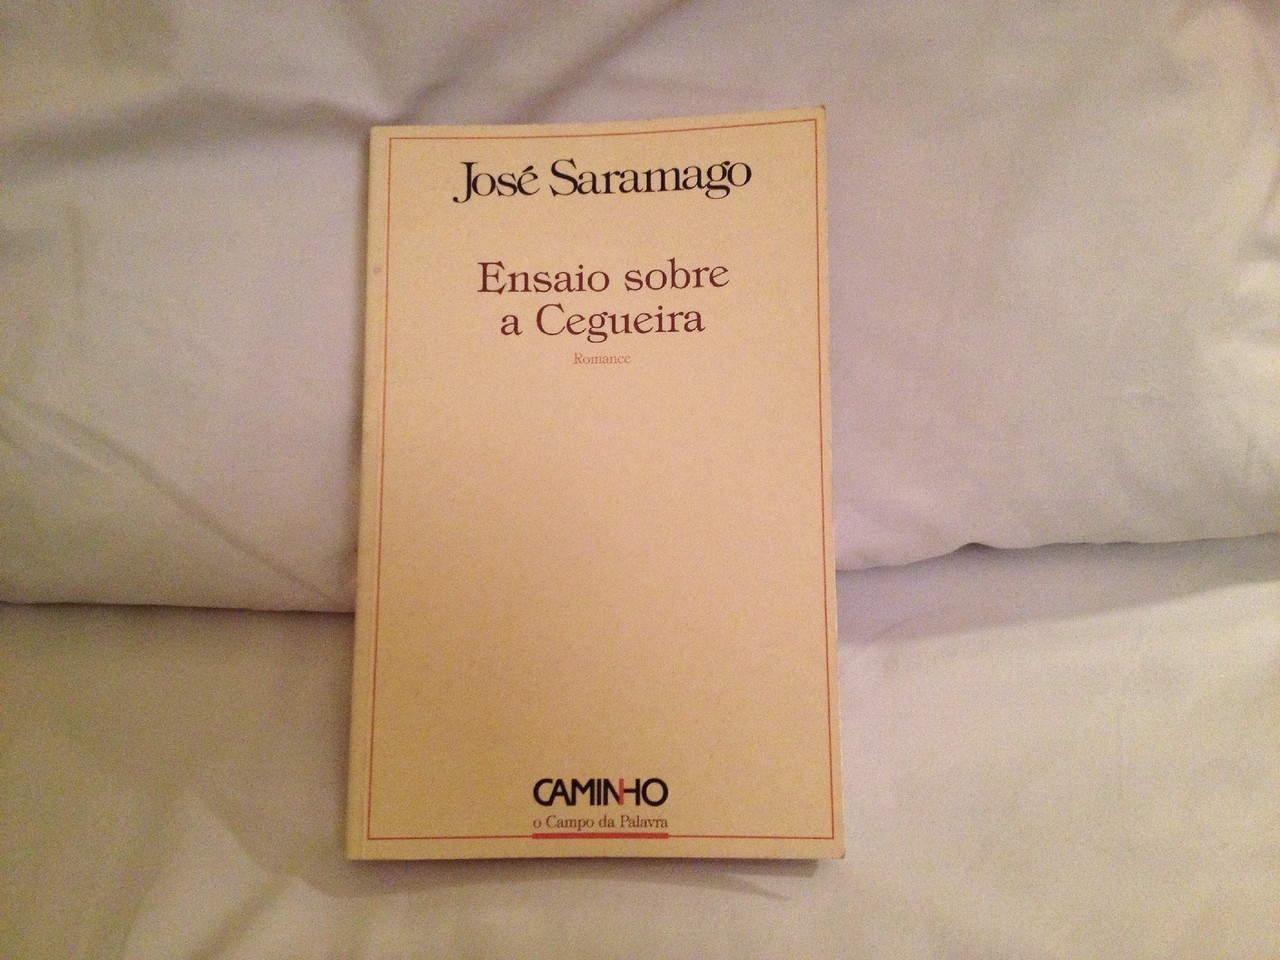 José Saramago
Ensaio sobre
a Cegueira
Romance
CAMINHO
o Campo da Palavra